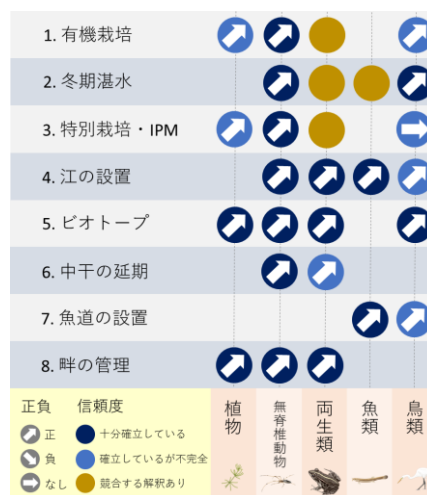 1. 有機栽培
2. 冬期湛水
3. 特別栽培・IPM
4. 江の設置
5. ビオトープ
6. 中干の延期
7. 魚道の設置
8. 畔の管理
正負 信頼度
正 十分確立している
負 確立しているが不完全
なし 競合する解釈あり
植物
無脊椎動物
両生類
魚類
鳥類